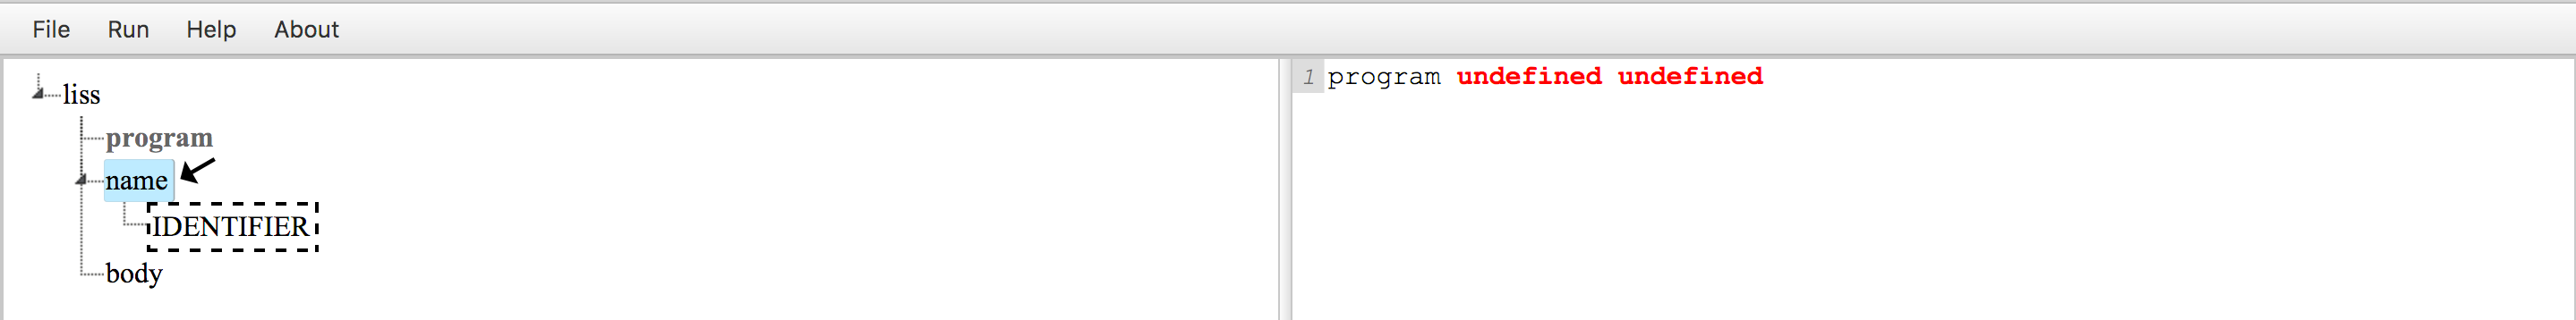 File Run Help About
liss
program
name
IDENTIFIER
body
1 program undefined undefined